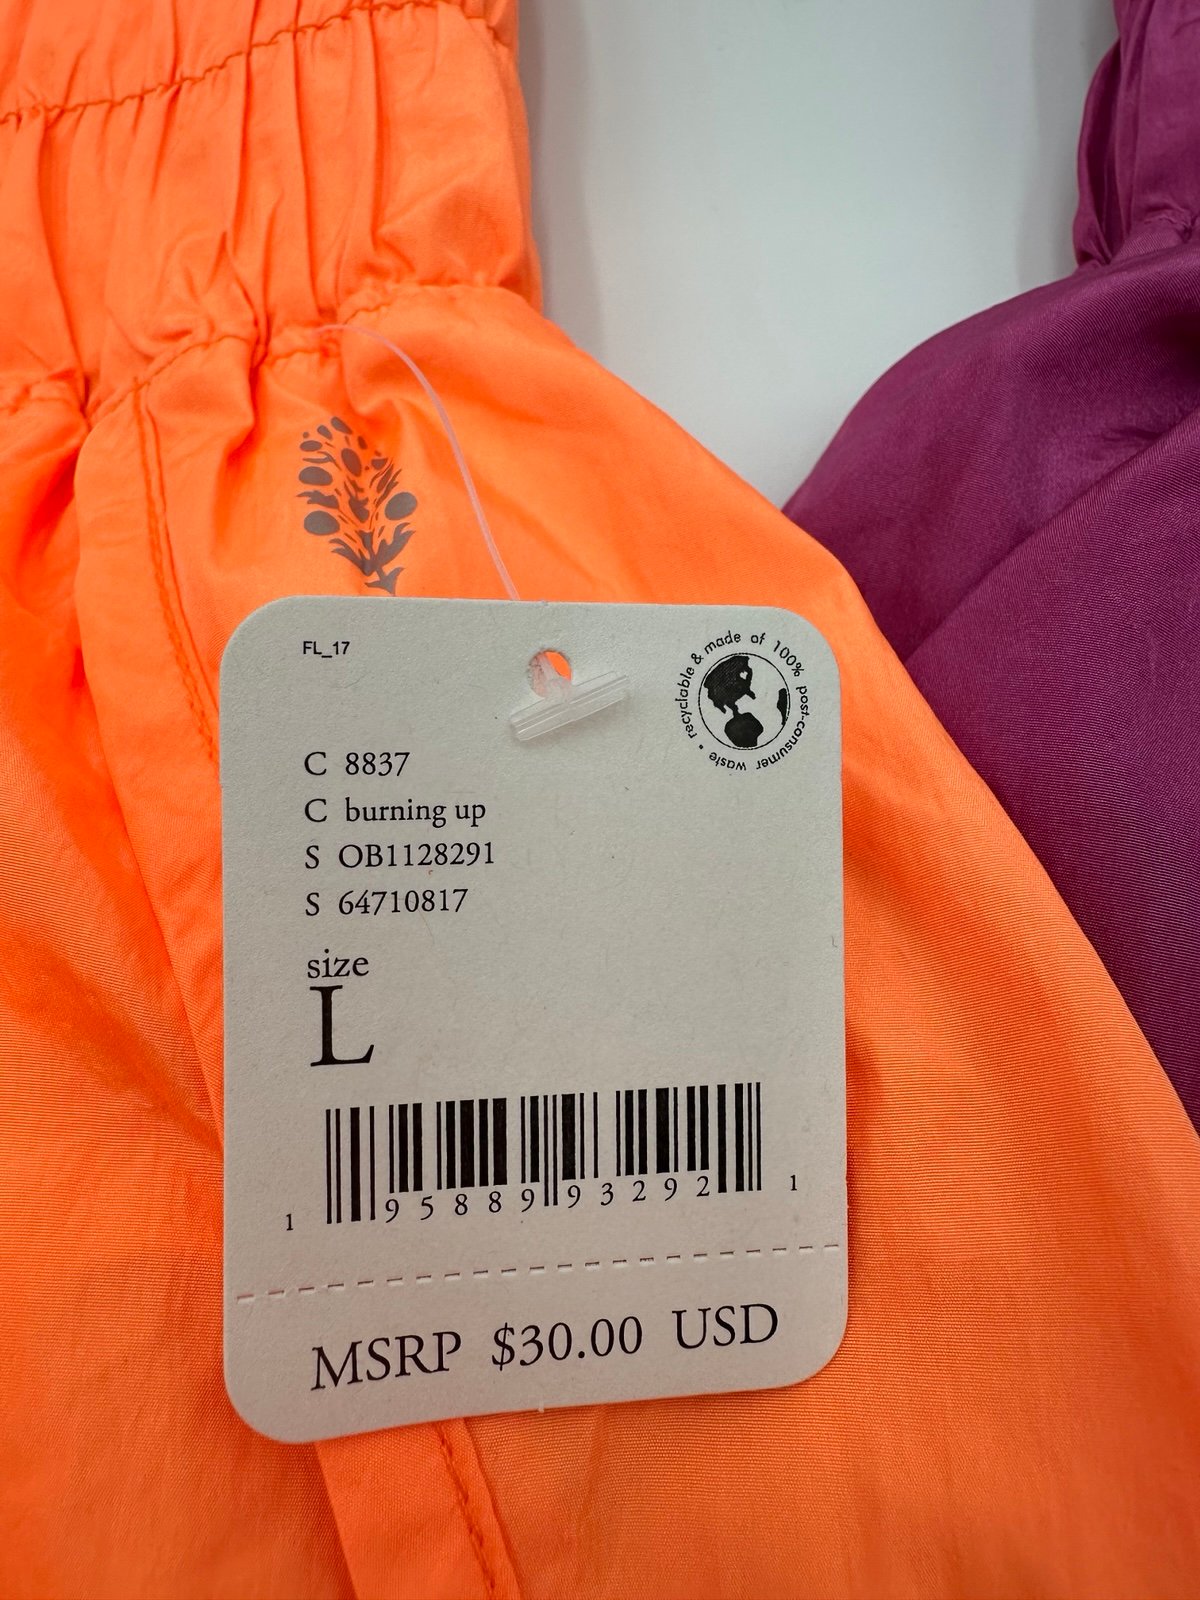 FL_17
recyclable & made of 100% post-consumer waste •
C 8837
C burning up
S OB1128291
S 64710817
size
L
1 95889 93292 1
MSRP $30.00 USD